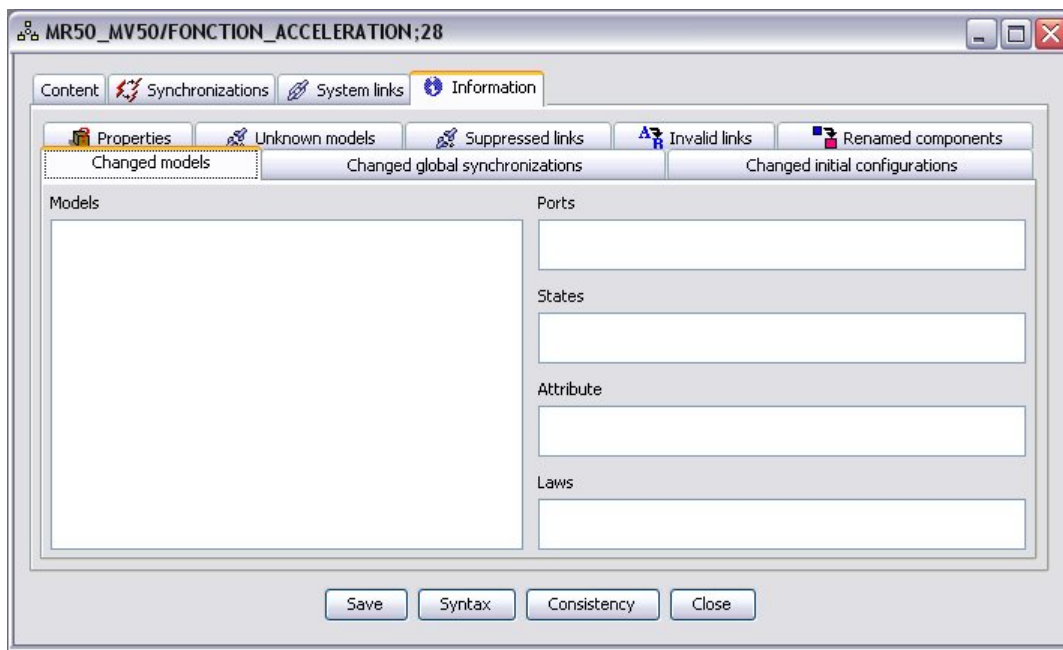 MR50_MV50/FONCTION_ACCELERATION;28
Content Synchronizations System links Information
Properties Unknown models Suppressed links Invalid links Renamed components
Changed models Changed global synchronizations Changed initial configurations
Models
Ports
States
Attribute
Laws
Save Syntax Consistency Close